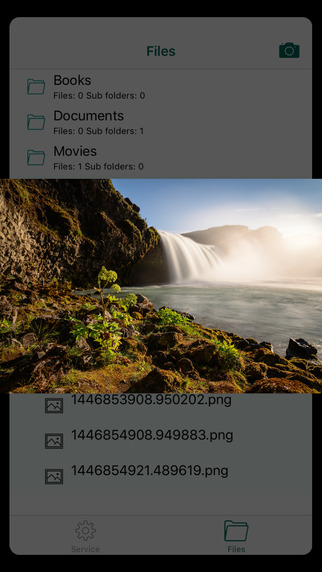 Files
Books
Files: 0 Sub folders: 0
Documents
Files: 0 Sub folders: 1
Movies
Files: 1 Sub folders: 0
1446853908.950202.png
1446854908.949883.png
1446854921.489619.png
Service
Files